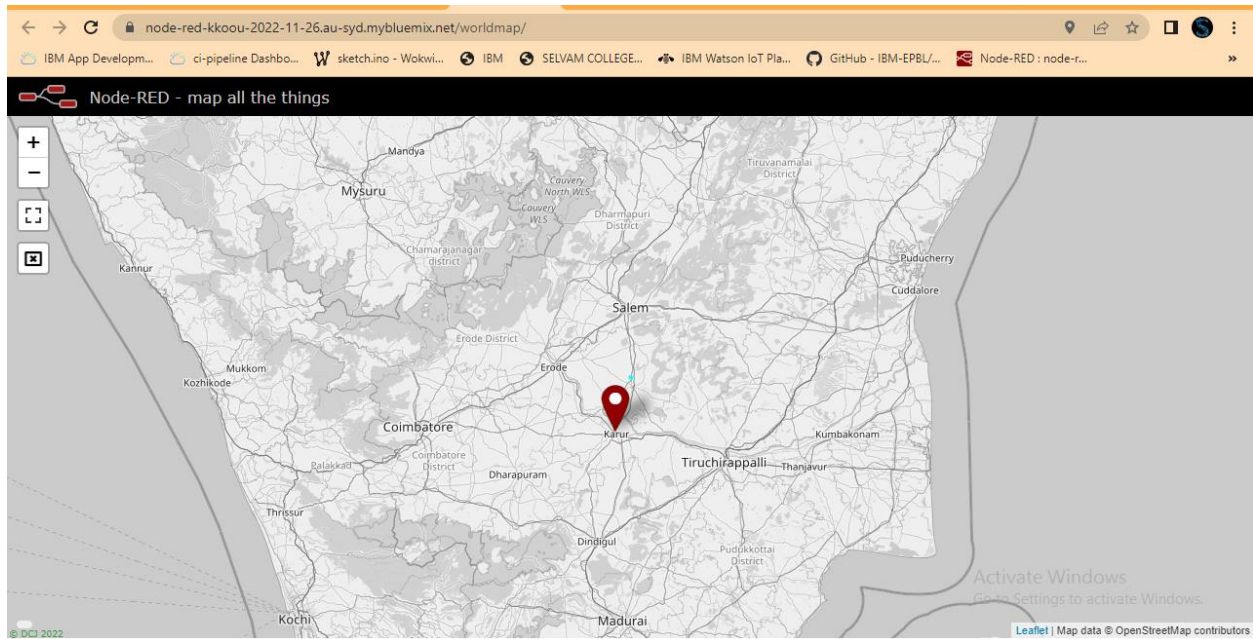 node-red-kkoou-2022-11-26.au-syd.mybluemix.net/worldmap/
IBM App Developm... ci-pipeline Dashbo... sketch.ino - Wokwi... IBM SELVAM COLLEGE... IBM Watson IoT Pla... GitHub - IBM-EPBL/... Node-RED : node-r... »
Node-RED - map all the things
+
−
Mandya
Mysuru
Cauvery
North WLS
Cauvery
WLS
Tiruvanamalai
District
Dharmapuri
District
Chamarajanagar
district
Kannur
Puducherry
Cuddalore
Salem
Erode District
Erode
Mukkom
Kozhikode
Coimbatore
Karur
Kumbakonam
Coimbatore
District
Palakkad
Dharapuram
Tiruchirappalli
Thanjavur
Thrissur
Dindigul
Pudukkottai
District
Kochi
Madurai
Activate Windows
Go to Settings to activate Windows.
© DCJ 2022
Leaflet | Map data © OpenStreetMap contributors